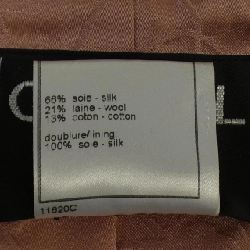 66% soie - silk
21% laine - wool
13% coton - cotton
doublure/lining
100% soie - silk